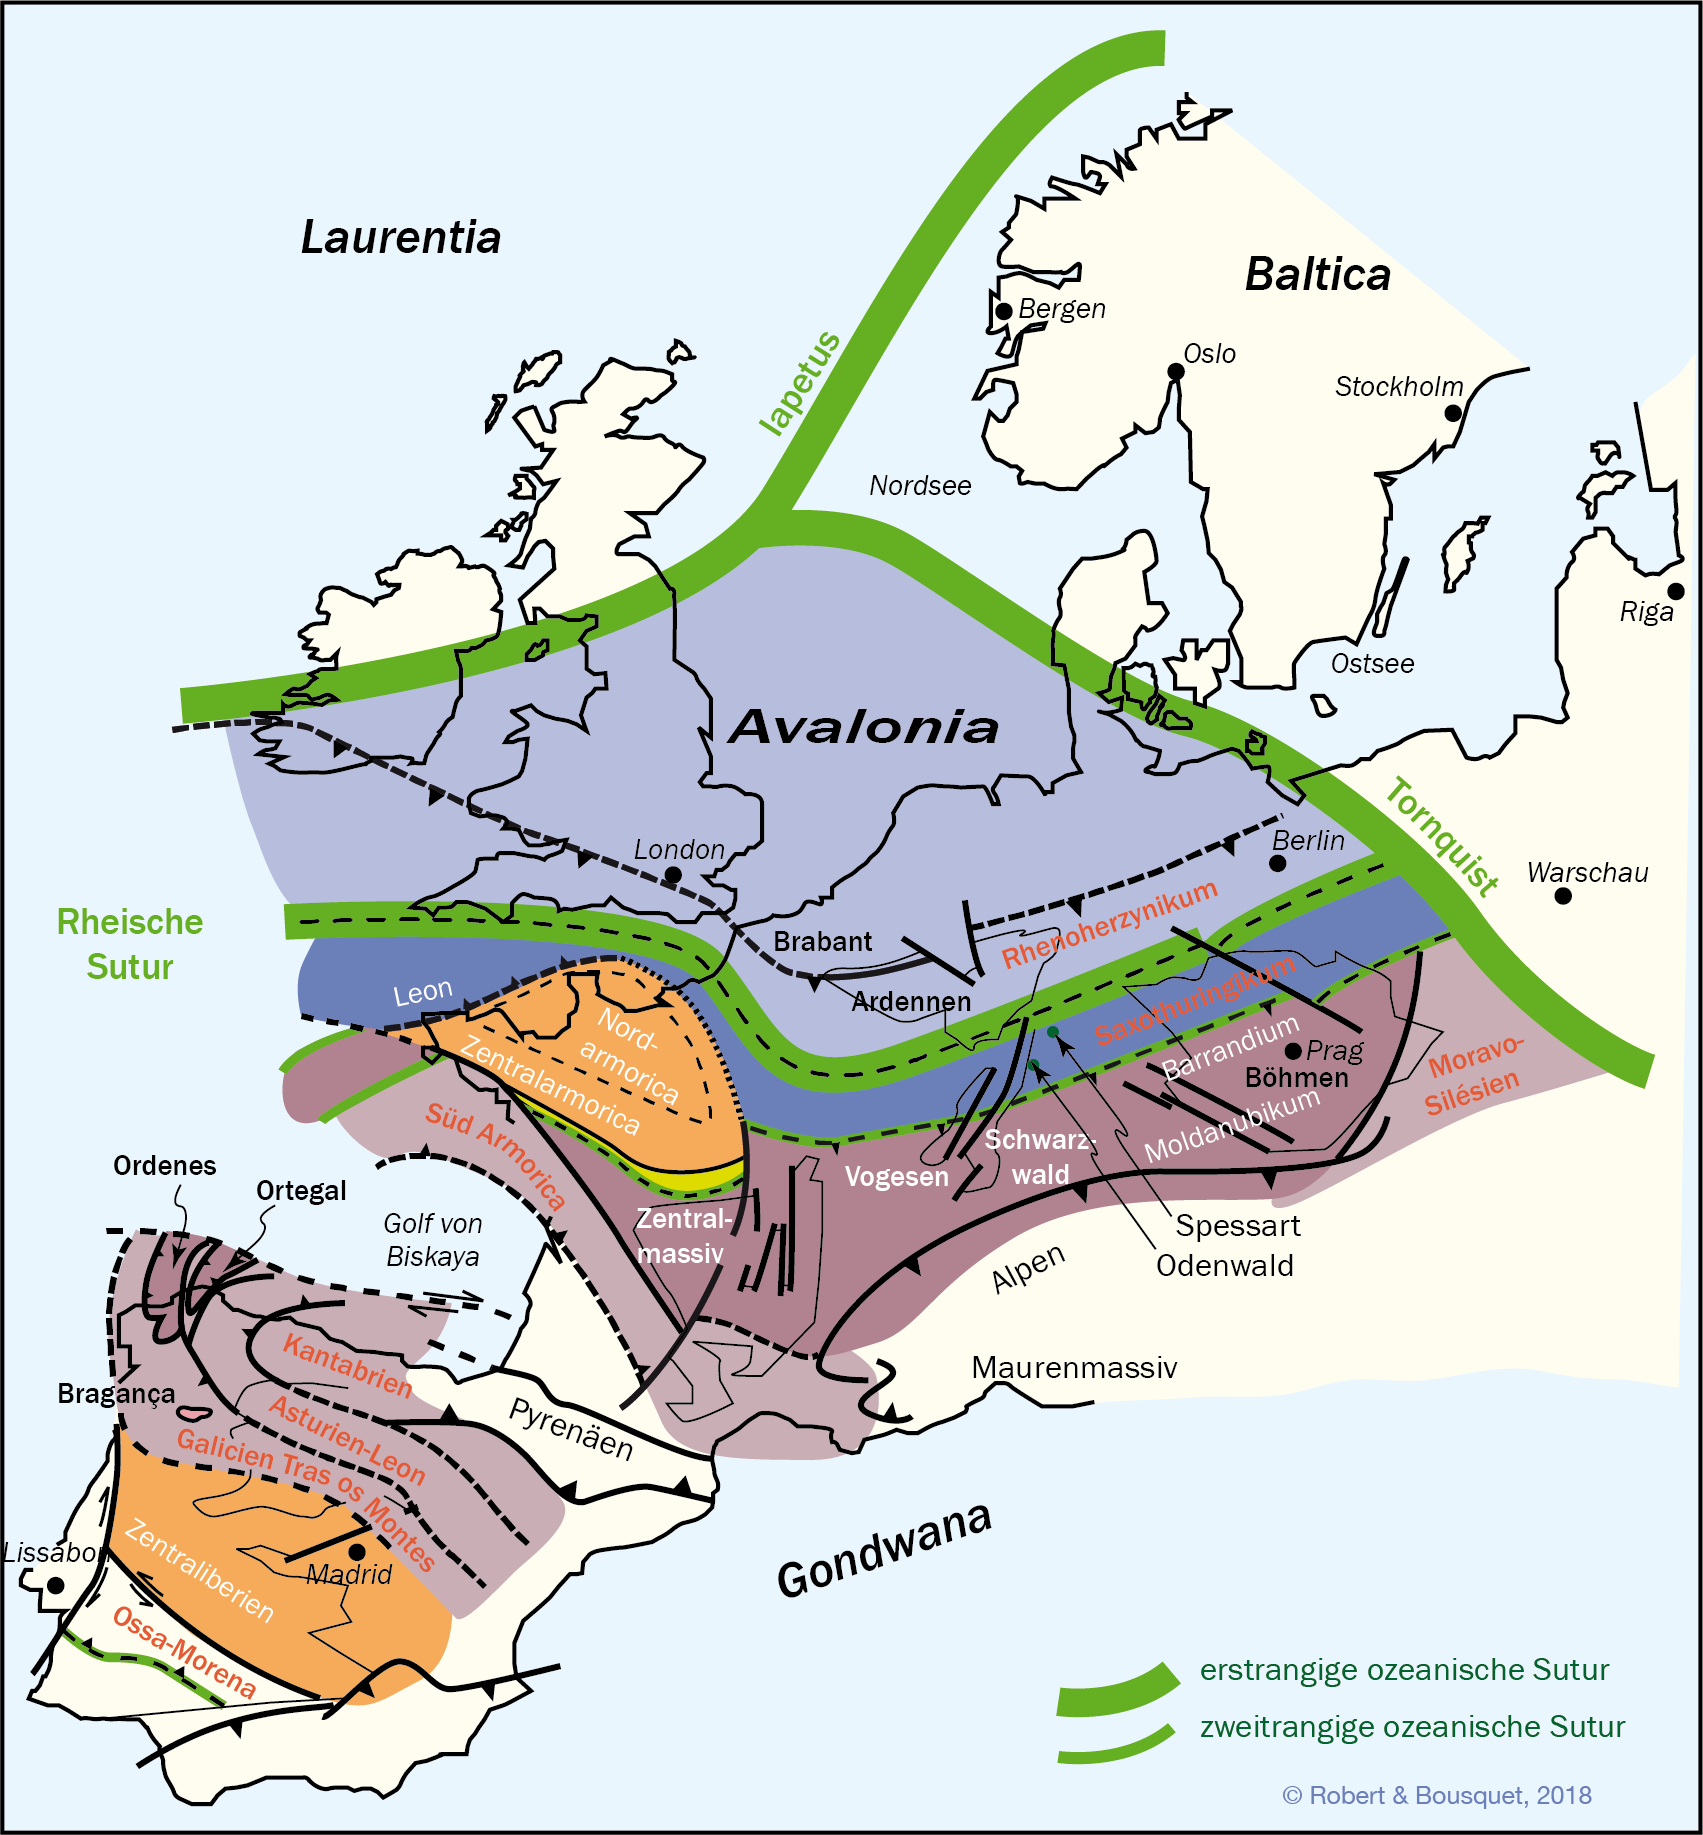 Laurentia
Baltica
Bergen
Oslo
Stockholm
Iapetus
Nordsee
Riga
Ostsee
Avalonia
Tornquist
London
Berlin
Warschau
Rheische
Sutur
Rhenoherzynikum
Brabant
Ardennen
Leon
Saxothuringikum
Nord-
armorica
Zentralarmorica
Barrandium
Prag
Böhmen
Moldanubikum
Moravo-
Silésien
Süd Armorica
Schwarz-
wald
Vogesen
Ordenes
Ortegal
Golf von
Biskaya
Zentral-
massiv
Spessart
Odenwald
Alpen
Kantabrien
Maurenmassiv
Bragança
Asturien-Leon
Pyrenäen
Galicien Tras os Montes
Gondwana
Zentraliberien
Lissabon
Madrid
Ossa-Morena
erstrangige ozeanische Sutur
zweitrangige ozeanische Sutur
© Robert & Bousquet, 2018